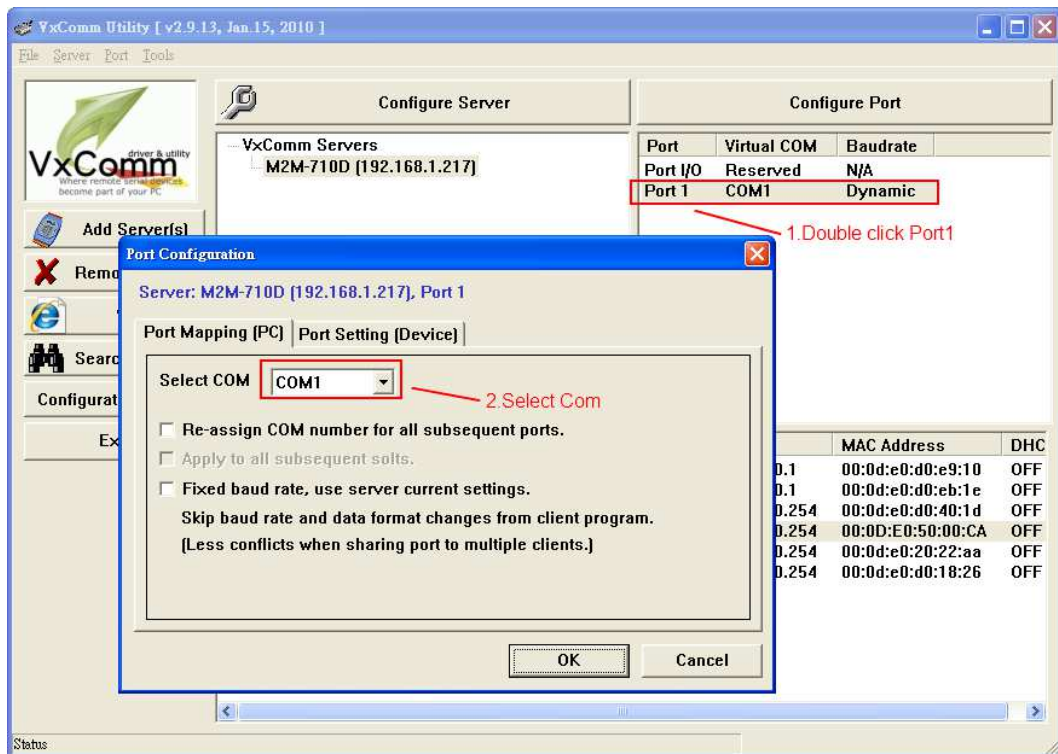 VxComm Utility [ v2.9.13, Jan.15, 2010 ]
File Server Port Tools
VxComm
driver & utility
Where remote serial devices
become part of your PC
Configure Server
Configure Port
VxComm Servers
M2M-710D (192.168.1.217)
Port Virtual COM Baudrate
Port I/O Reserved N/A
Port 1 COM1 Dynamic
1.Double click Port1
Add Server(s)
Remo
Searc
Configurat
Ex
Port Configuration
Server: M2M-710D (192.168.1.217), Port 1
Port Mapping (PC) Port Setting (Device)
Select COM COM1
2.Select Com
Re-assign COM number for all subsequent ports.
Apply to all subsequent solts.
Fixed baud rate, use server current settings.
Skip baud rate and data format changes from client program.
(Less conflicts when sharing port to multiple clients.)
OK Cancel
MAC Address DHC
0.1 00:0d:e0:d0:e9:10 OFF
0.1 00:0d:e0:d0:eb:1e OFF
0.254 00:0d:e0:d0:40:1d OFF
0.254 00:0D:E0:50:00:CA OFF
0.254 00:0d:e0:20:22:aa OFF
0.254 00:0d:e0:d0:18:26 OFF
Status